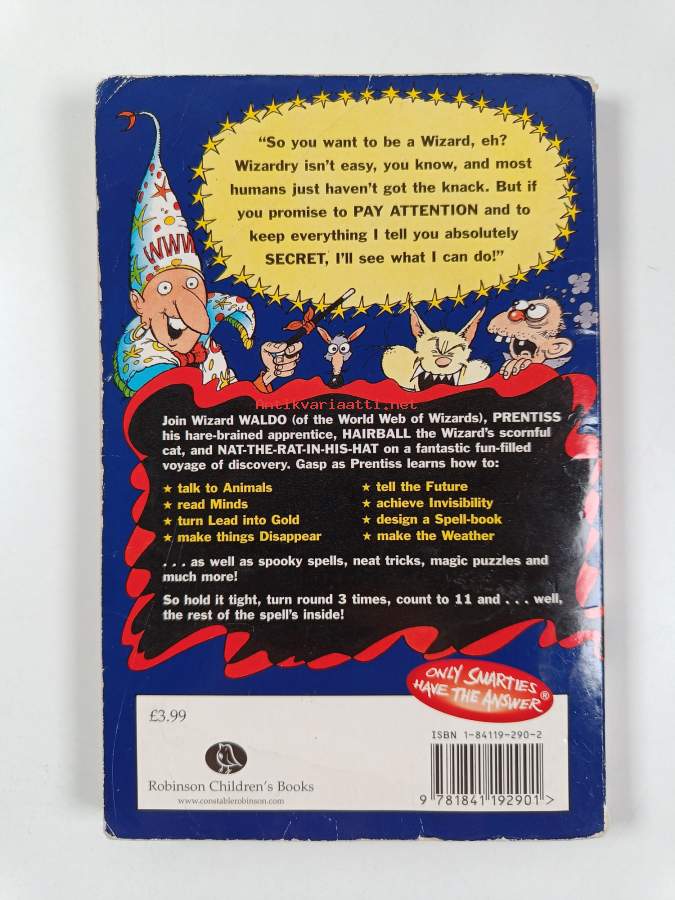 “So you want to be a Wizard, eh?
Wizardry isn’t easy, you know, and most
humans just haven’t got the knack. But if
you promise to PAY ATTENTION and to
keep everything I tell you absolutely
SECRET, I’ll see what I can do!”
WWW
Antikvariaatti.net
Join Wizard WALDO (of the World Web of Wizards), PRENTISS
his hare-brained apprentice, HAIRBALL the Wizard’s scornful
cat, and NAT-THE-RAT-IN-HIS-HAT on a fantastic fun-filled
voyage of discovery. Gasp as Prentiss learns how to:
★ talk to Animals
★ read Minds
★ turn Lead into Gold
★ make things Disappear
★ tell the Future
★ achieve Invisibility
★ design a Spell-book
★ make the Weather
. . . as well as spooky spells, neat tricks, magic puzzles and
much more!
So hold it tight, turn round 3 times, count to 11 and . . . well,
the rest of the spell’s inside!
ONLY SMARTIES
HAVE THE ANSWER®
£3.99
Robinson Children’s Books
www.constablerobinson.com
ISBN 1-84119-290-2
9 781841 192901 >